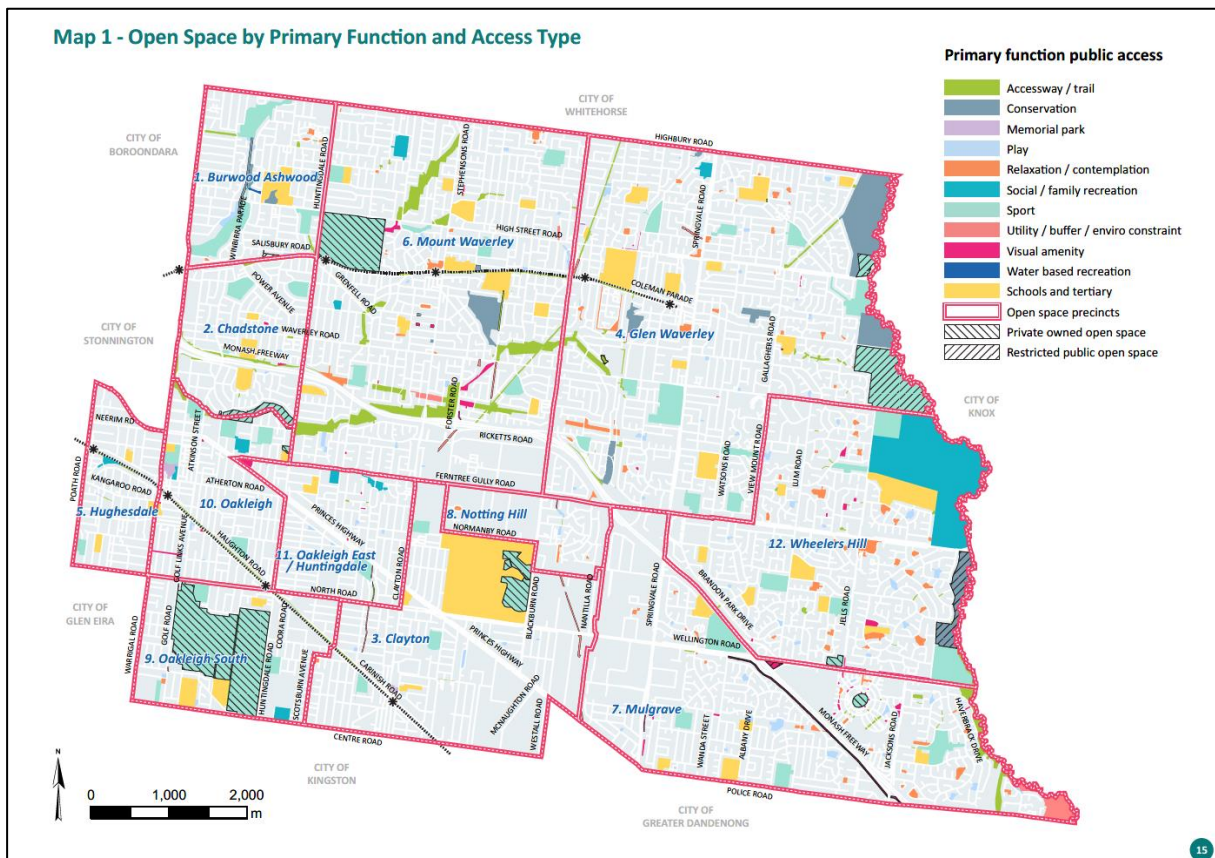 Map 1 - Open Space by Primary Function and Access Type
Primary function public access
Accessway / trail
Conservation
Memorial park
Play
Relaxation / contemplation
Social / family recreation
Sport
Utility / buffer / enviro constraint
Visual amenity
Water based recreation
Schools and tertiary
Open space precincts
Private owned open space
Restricted public open space
CITY OF
WHITEHORSE
CITY OF
BOROONDARA
HIGHBURY ROAD
1. Burwood Ashwood
HUNTINGDALE ROAD
STEPHENSONS ROAD
SPRINGVALE ROAD
WINBIRRA PARADE
HIGH STREET ROAD
6. Mount Waverley
SALISBURY ROAD
POWER AVENUE
GRENFELL ROAD
COLEMAN PARADE
CITY OF
STONNINGTON
2. Chadstone
WAVERLEY ROAD
4. Glen Waverley
MONASH FREEWAY
GALLAGHERS ROAD
CITY OF
KNOX
NEERIM RD
ATKINSON STREET
FORSTER ROAD
RICKETTS ROAD
WATSONS ROAD
VIEW MOUNT ROAD
LUM ROAD
FERNTREE GULLY ROAD
ATHERTON ROAD
POATH ROAD
KANGAROO ROAD
5. Hughesdale
10. Oakleigh
PRINCES HIGHWAY
8. Notting Hill
NORMANBY ROAD
12. Wheelers Hill
GOLF LINKS AVENUE
HAUGHTON ROAD
11. Oakleigh East
/ Huntingdale
CLAYTON ROAD
BLACKBURN ROAD
NANTILLA ROAD
SPRINGVALE ROAD
BRANDON PARK DRIVE
JELLS ROAD
NORTH ROAD
CITY OF
GLEN EIRA
WARRIGAL ROAD
GOLF ROAD
COORA ROAD
3. Clayton
PRINCES HIGHWAY
WELLINGTON ROAD
9. Oakleigh South
HUNTINGDALE ROAD
SCOTSBURN AVENUE
CARINISH ROAD
MCNAUGHTON ROAD
WESTALL ROAD
7. Mulgrave
WANDA STREET
ALBANY DRIVE
MONASH FREEWAY
JACKSONS ROAD
HAVERBRACK DRIVE
CENTRE ROAD
POLICE ROAD
CITY OF
KINGSTON
CITY OF
GREATER DANDENONG
N
0 1,000 2,000
m
15